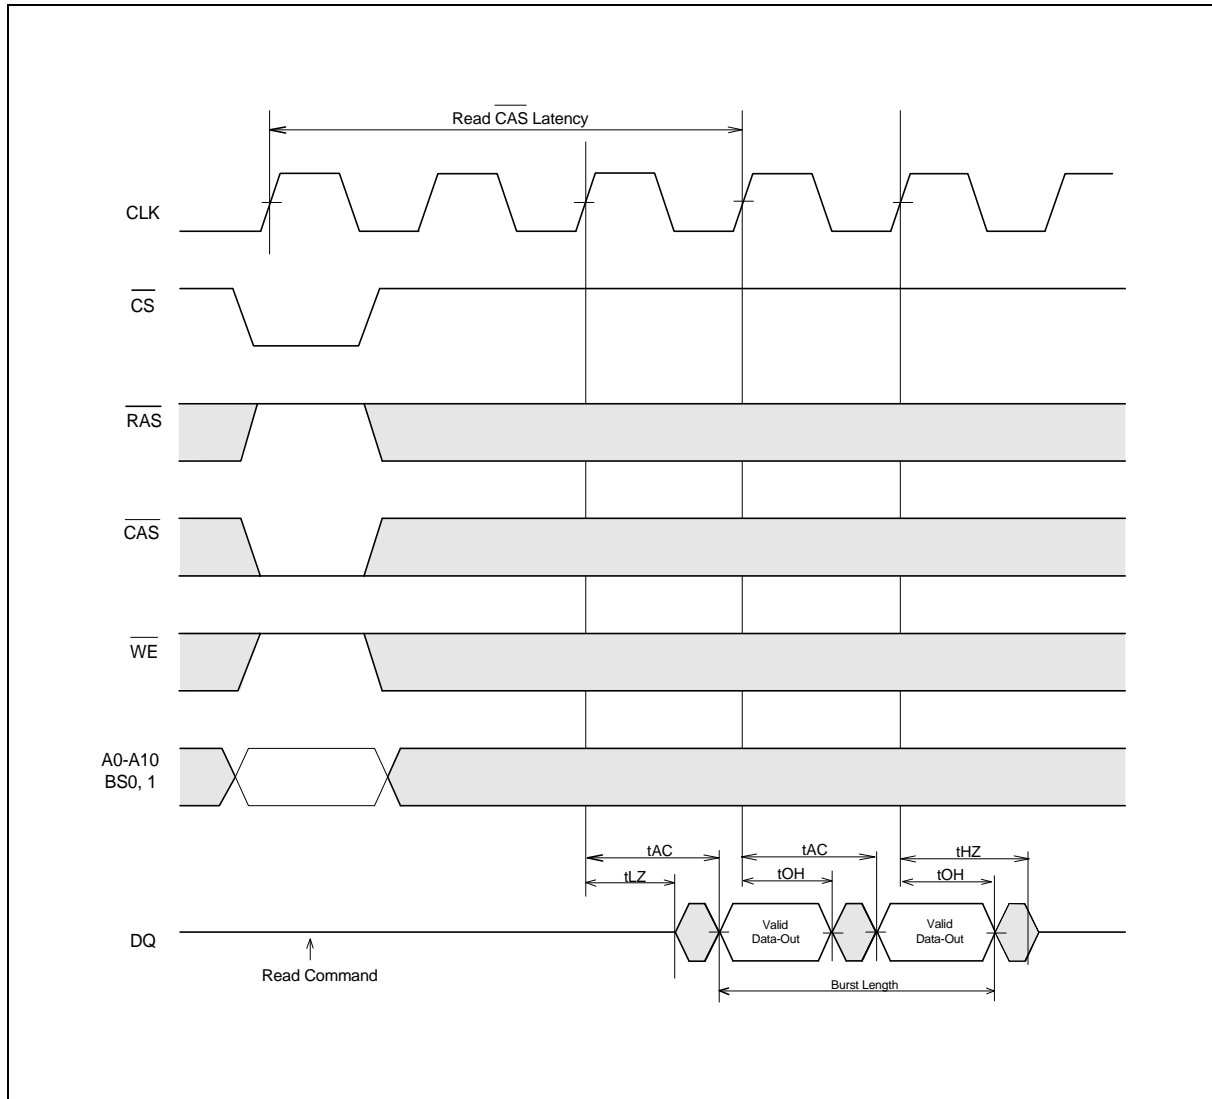 Read CAS Latency
CLK
CS
RAS
CAS
WE
A0-A10
BS0, 1
tAC
tAC
tHZ
tLZ
tOH
tOH
DQ
Valid
Data-Out
Valid
Data-Out
Read Command
Burst Length